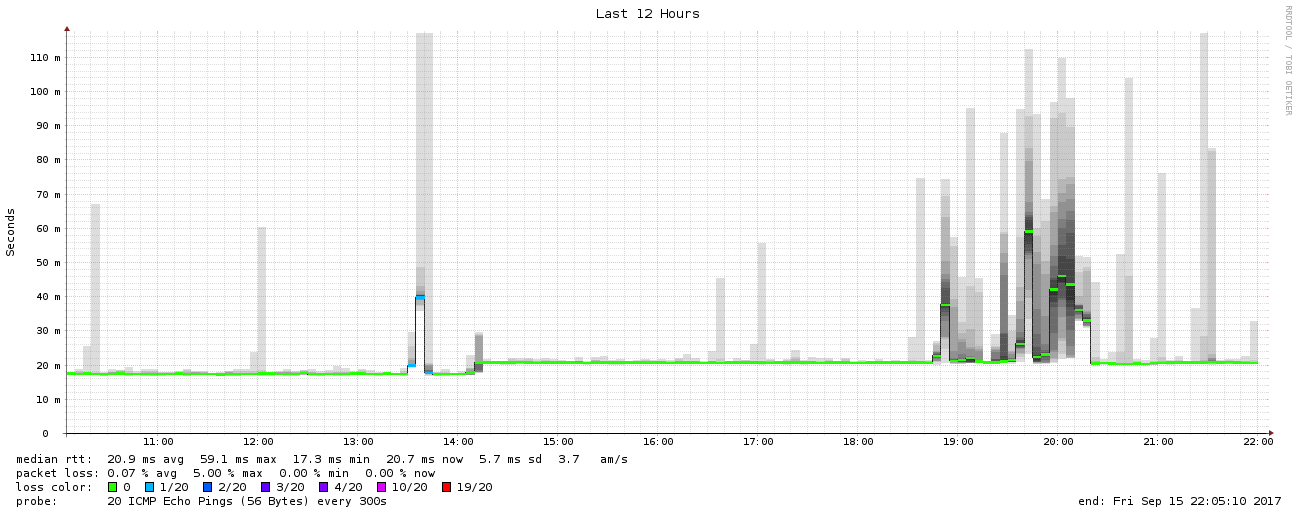 Last 12 Hours
RRDTOOL / TOBI OETIKER
Seconds
110 m
100 m
90 m
80 m
70 m
60 m
50 m
40 m
30 m
20 m
10 m
0
11:00 12:00 13:00 14:00 15:00 16:00 17:00 18:00 19:00 20:00 21:00 22:00
median rtt: 20.9 ms avg 59.1 ms max 17.3 ms min 20.7 ms now 5.7 ms sd 3.7 am/s
packet loss: 0.07 % avg 5.00 % max 0.00 % min 0.00 % now
loss color: 0 1/20 2/20 3/20 4/20 10/20 19/20
probe: 20 ICMP Echo Pings (56 Bytes) every 300s end: Fri Sep 15 22:05:10 2017